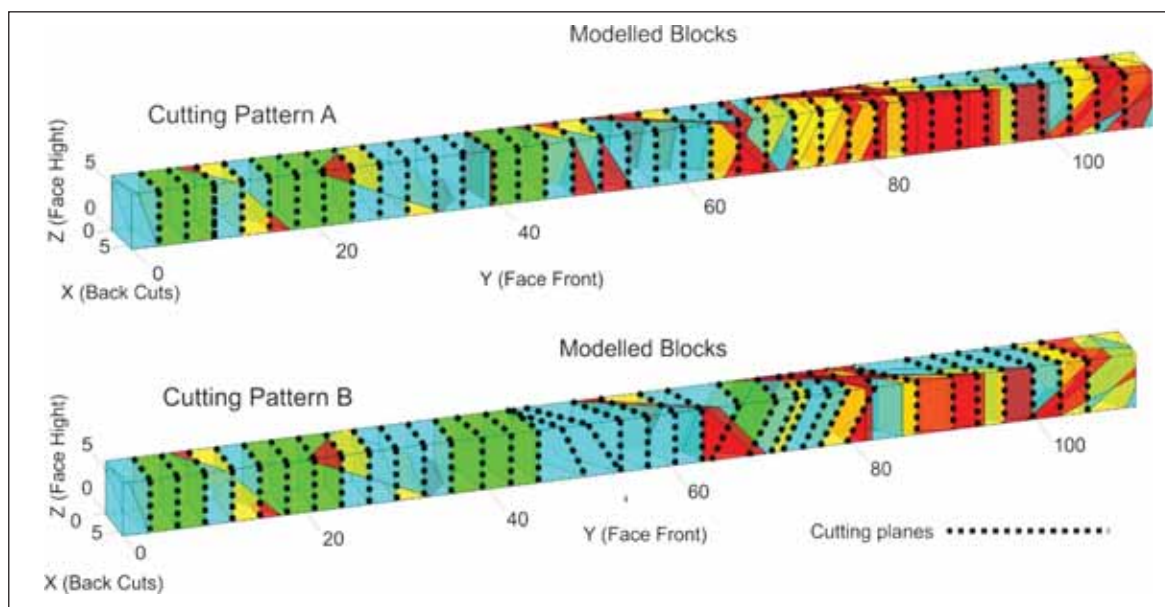 Modelled Blocks
Cutting Pattern A
Z (Face Hight)
5
0
0
5
0
20
40
60
80
100
X (Back Cuts)
Y (Face Front)
Modelled Blocks
Cutting Pattern B
Z (Face Hight)
5
0
0
5
0
20
40
60
80
100
X (Back Cuts)
Y (Face Front)
Cutting planes